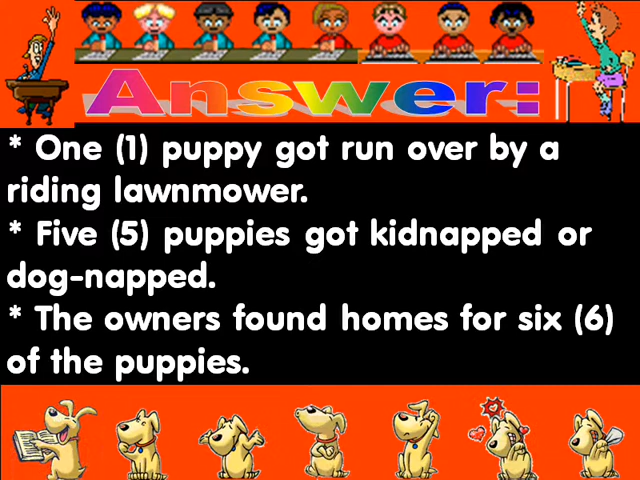 Answer:
* One (1) puppy got run over by a
riding lawnmower.
* Five (5) puppies got kidnapped or
dog-napped.
* The owners found homes for six (6)
of the puppies.